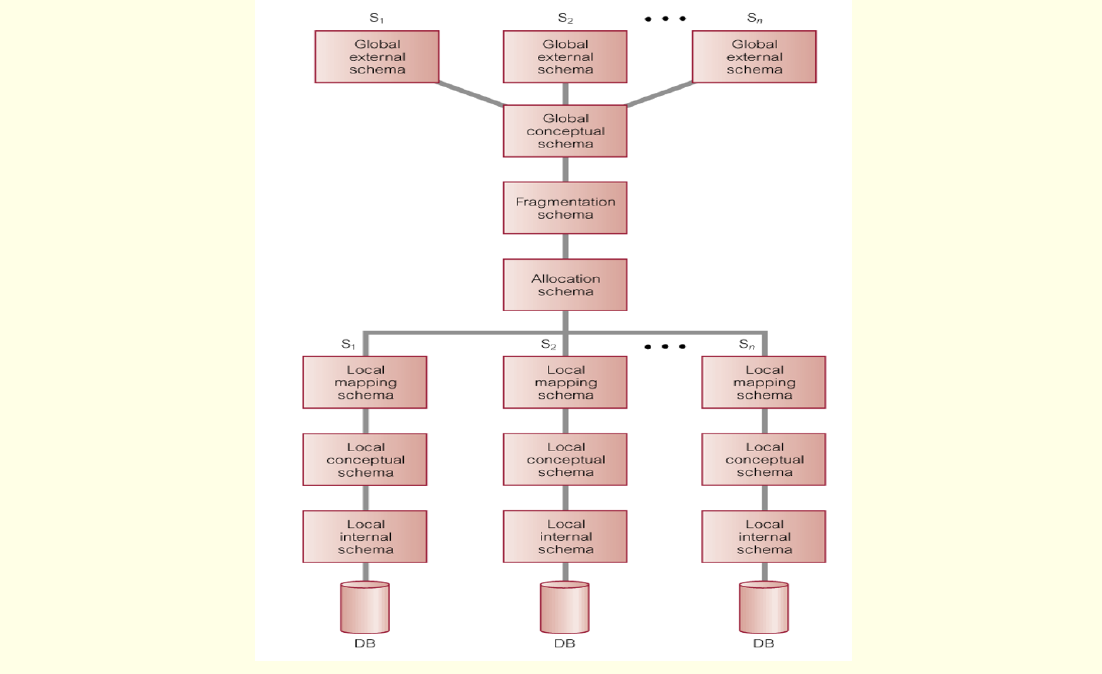 S₁ S₂ • • • Sₙ
Global Global Global
external external external
schema schema schema
Global
conceptual
schema
Fragmentation
schema
Allocation
schema
S₁ S₂ • • • Sₙ
Local Local Local
mapping mapping mapping
schema schema schema
Local Local Local
conceptual conceptual conceptual
schema schema schema
Local Local Local
internal internal internal
schema schema schema
DB DB DB